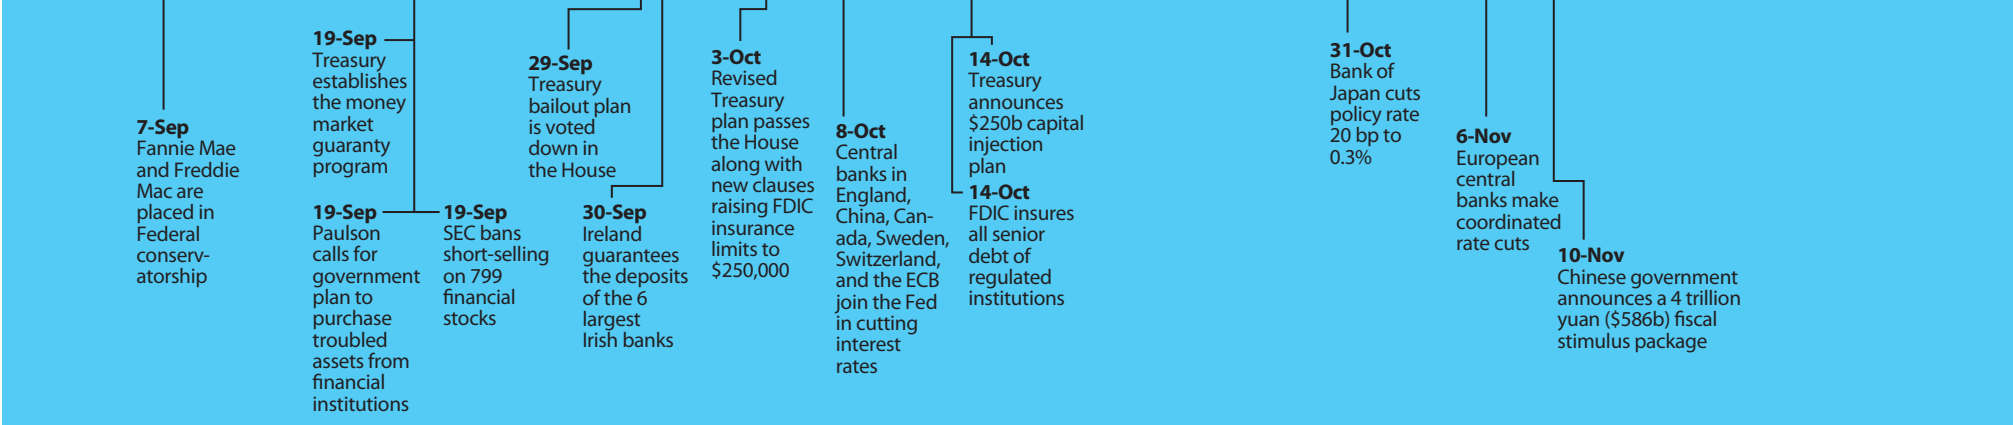 7-Sep
Fannie Mae
and Freddie
Mac are
placed in
Federal
conserv-
atorship
19-Sep
Treasury
establishes
the money
market
guaranty
program
19-Sep
Paulson
calls for
government
plan to
purchase
troubled
assets from
financial
institutions
19-Sep
SEC bans
short-selling
on 799
financial
stocks
29-Sep
Treasury
bailout plan
is voted
down in
the House
30-Sep
Ireland
guarantees
the deposits
of the 6
largest
Irish banks
3-Oct
Revised
Treasury
plan passes
the House
along with
new clauses
raising FDIC
insurance
limits to
$250,000
8-Oct
Central
banks in
England,
China, Can-
ada, Sweden,
Switzerland,
and the ECB
join the Fed
in cutting
interest
rates
14-Oct
Treasury
announces
$250b capital
injection
plan
14-Oct
FDIC insures
all senior
debt of
regulated
institutions
31-Oct
Bank of
Japan cuts
policy rate
20 bp to
0.3%
6-Nov
European
central
banks make
coordinated
rate cuts
10-Nov
Chinese government
announces a 4 trillion
yuan ($586b) fiscal
stimulus package